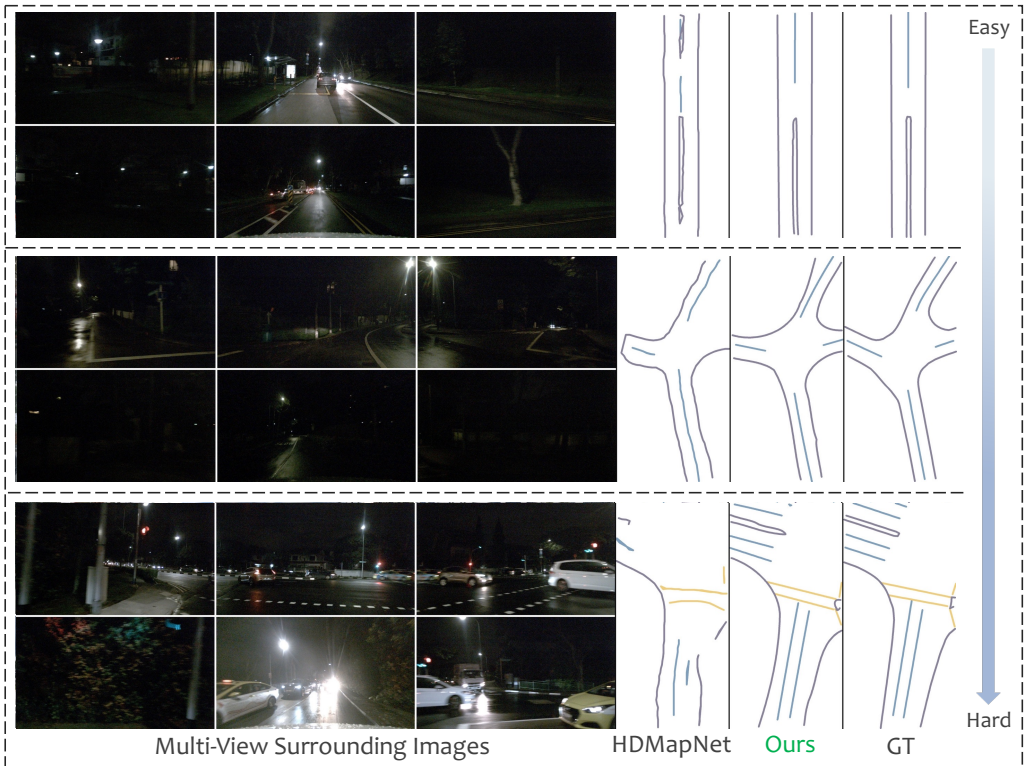 Easy
Hard
Multi-View Surrounding Images
HDMapNet
Ours
GT